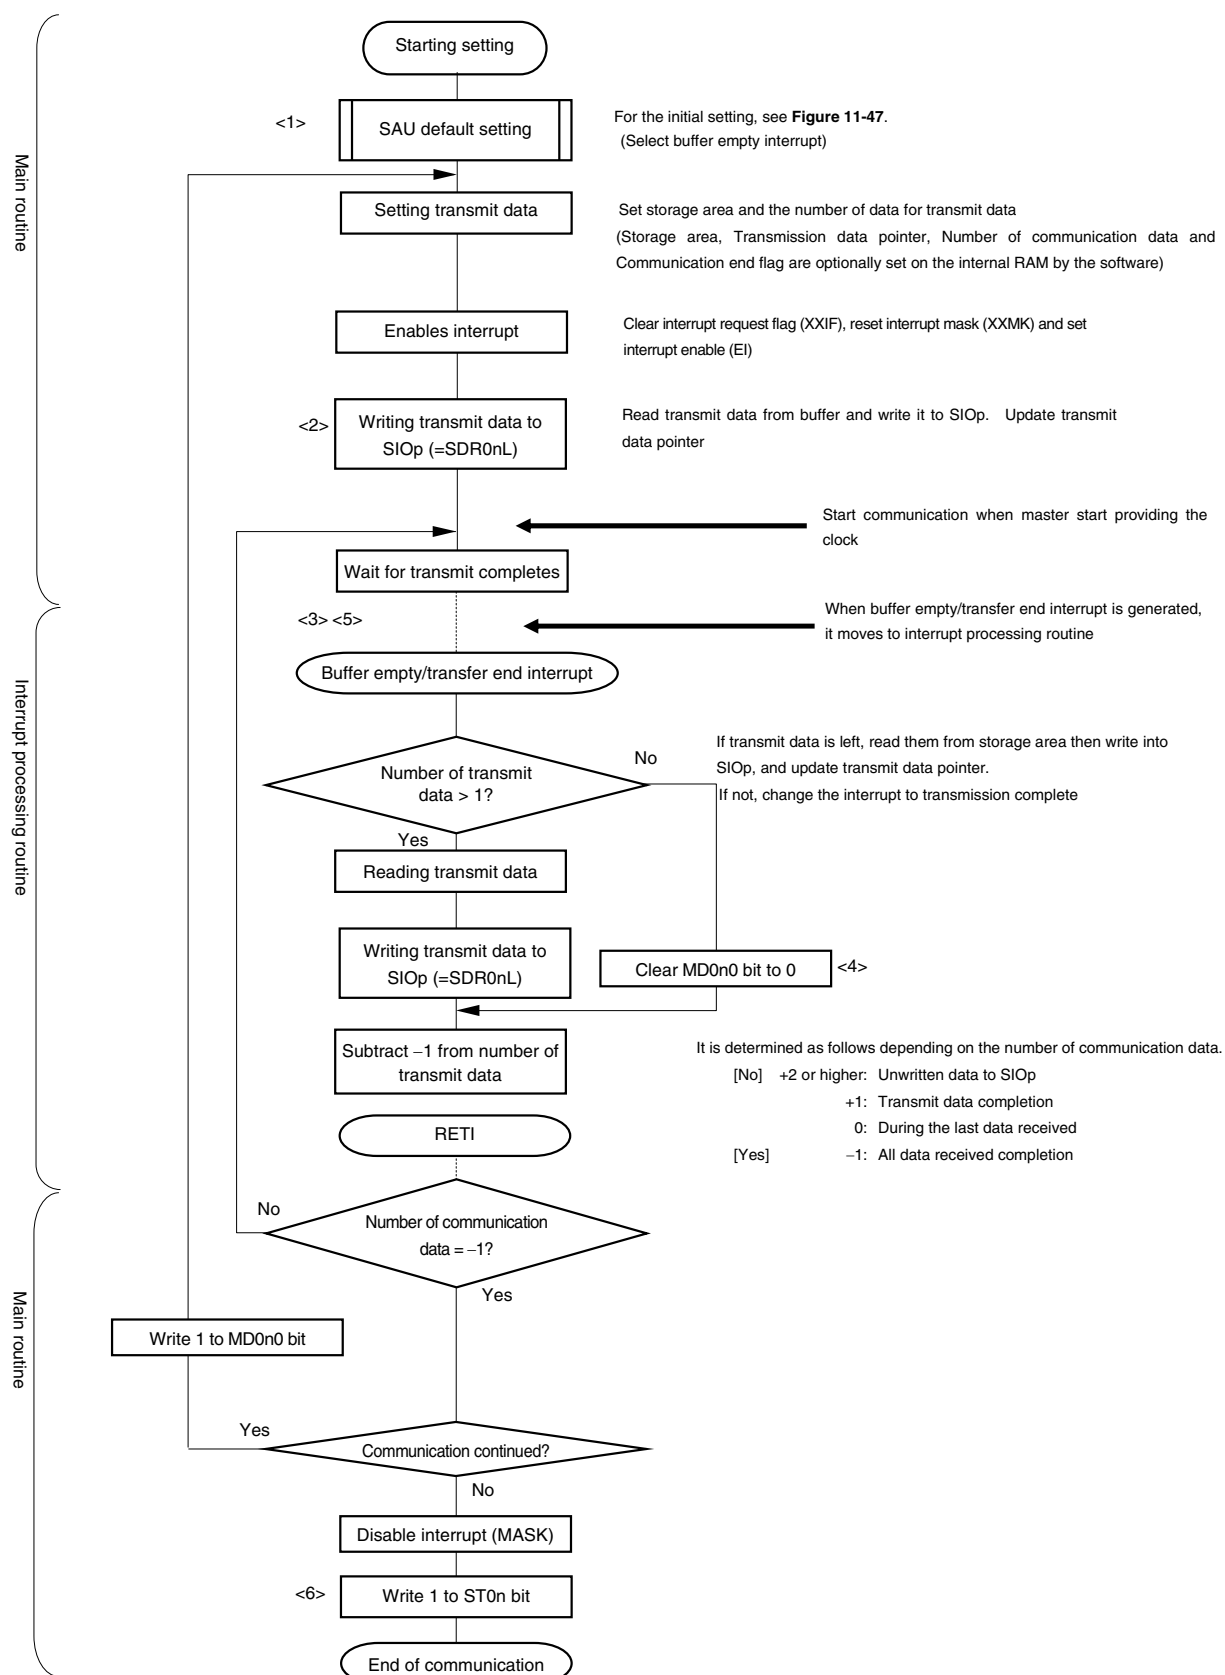 Main routine
Starting setting
<1>
SAU default setting
For the initial setting, see Figure 11-47.
(Select buffer empty interrupt)
Setting transmit data
Set storage area and the number of data for transmit data
(Storage area, Transmission data pointer, Number of communication data and
Communication end flag are optionally set on the internal RAM by the software)
Enables interrupt
Clear interrupt request flag (XXIF), reset interrupt mask (XXMK) and set
interrupt enable (EI)
<2>
Writing transmit data to
SIOp (=SDR0nL)
Read transmit data from buffer and write it to SIOp. Update transmit
data pointer
Start communication when master start providing the
clock
Wait for transmit completes
<3> <5>
When buffer empty/transfer end interrupt is generated,
it moves to interrupt processing routine
Interrupt processing routine
Buffer empty/transfer end interrupt
Number of transmit
data > 1?
No
If transmit data is left, read them from storage area then write into
SIOp, and update transmit data pointer.
If not, change the interrupt to transmission complete
Yes
Reading transmit data
Writing transmit data to
SIOp (=SDR0nL)
Clear MD0n0 bit to 0
<4>
Subtract −1 from number of
transmit data
It is determined as follows depending on the number of communication data.
[No] +2 or higher: Unwritten data to SIOp
+1: Transmit data completion
0: During the last data received
[Yes] −1: All data received completion
RETI
Main routine
No
Number of communication
data = −1?
Yes
Write 1 to MD0n0 bit
Yes
Communication continued?
No
Disable interrupt (MASK)
<6>
Write 1 to ST0n bit
End of communication